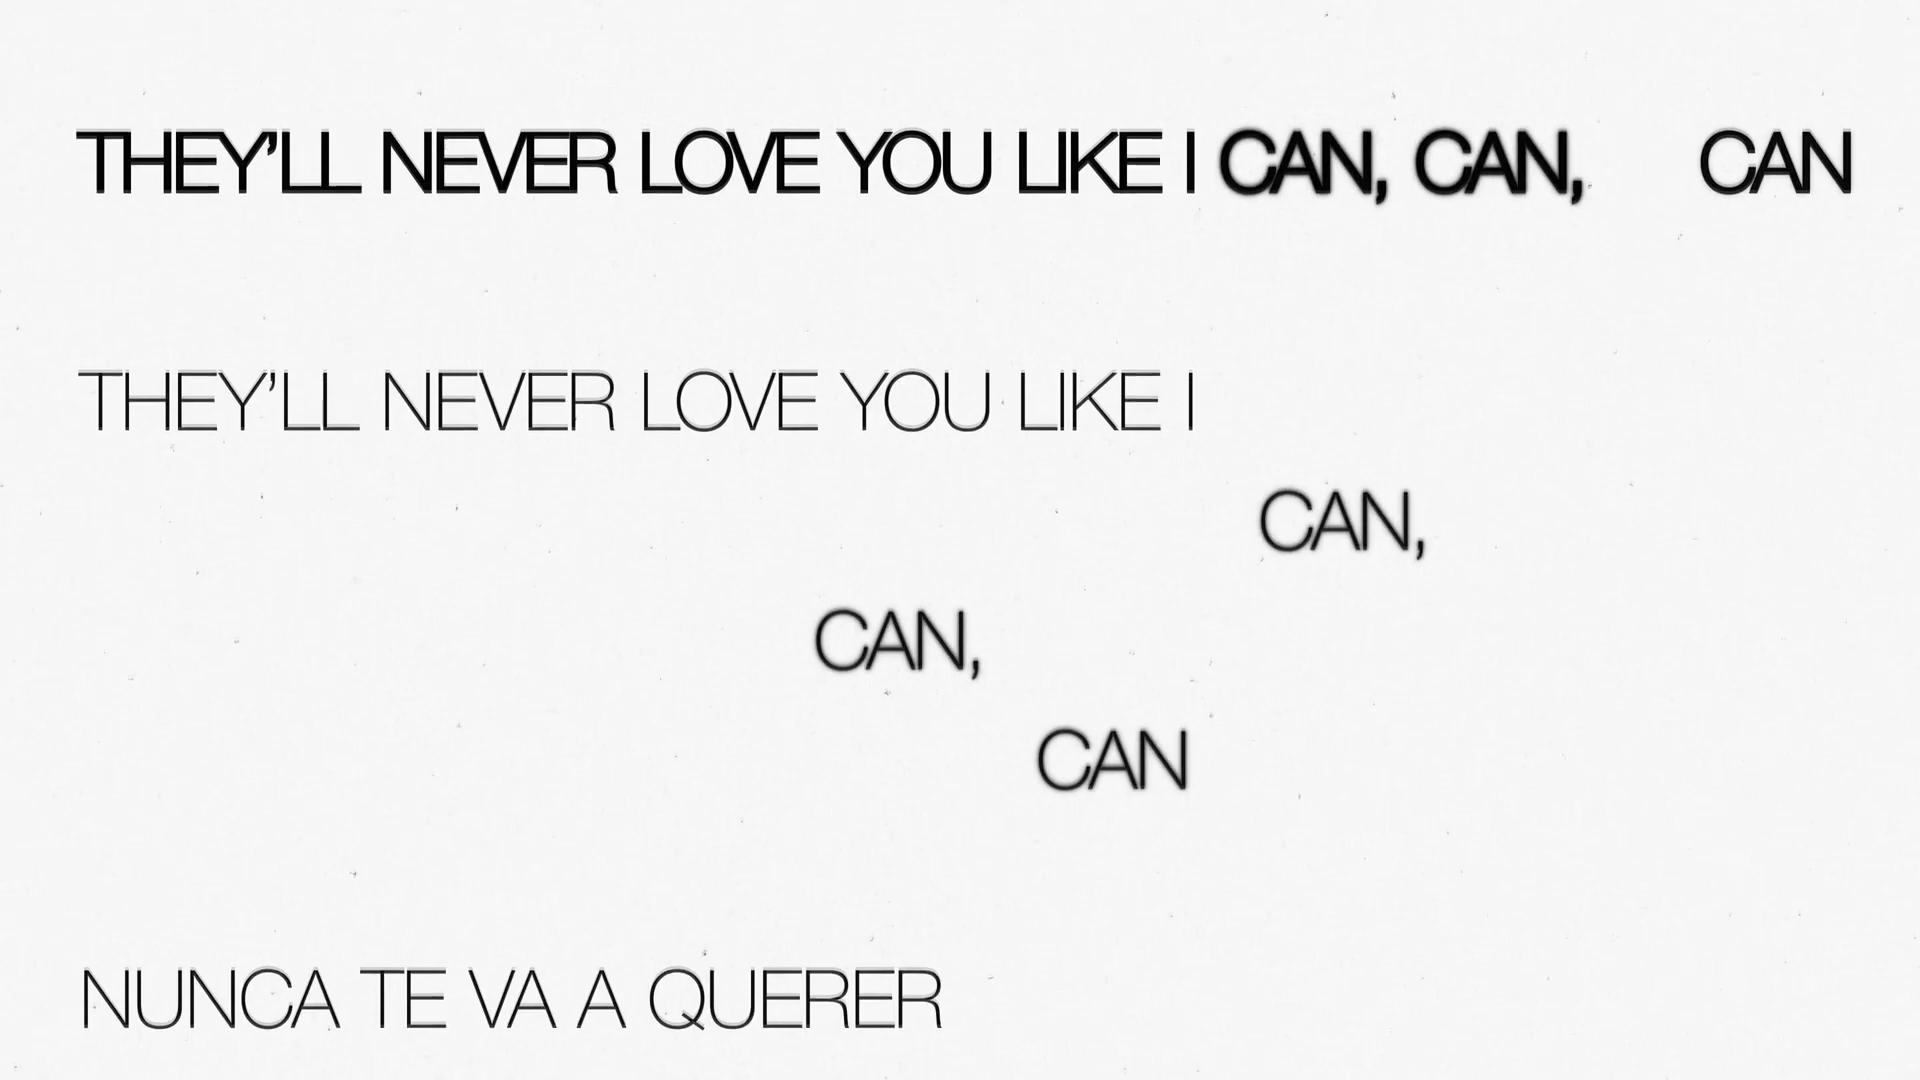 THEY'LL NEVER LOVE YOU LIKE I CAN, CAN, CAN
THEY'LL NEVER LOVE YOU LIKE I
CAN,
CAN,
CAN
NUNCA TE VA A QUERER